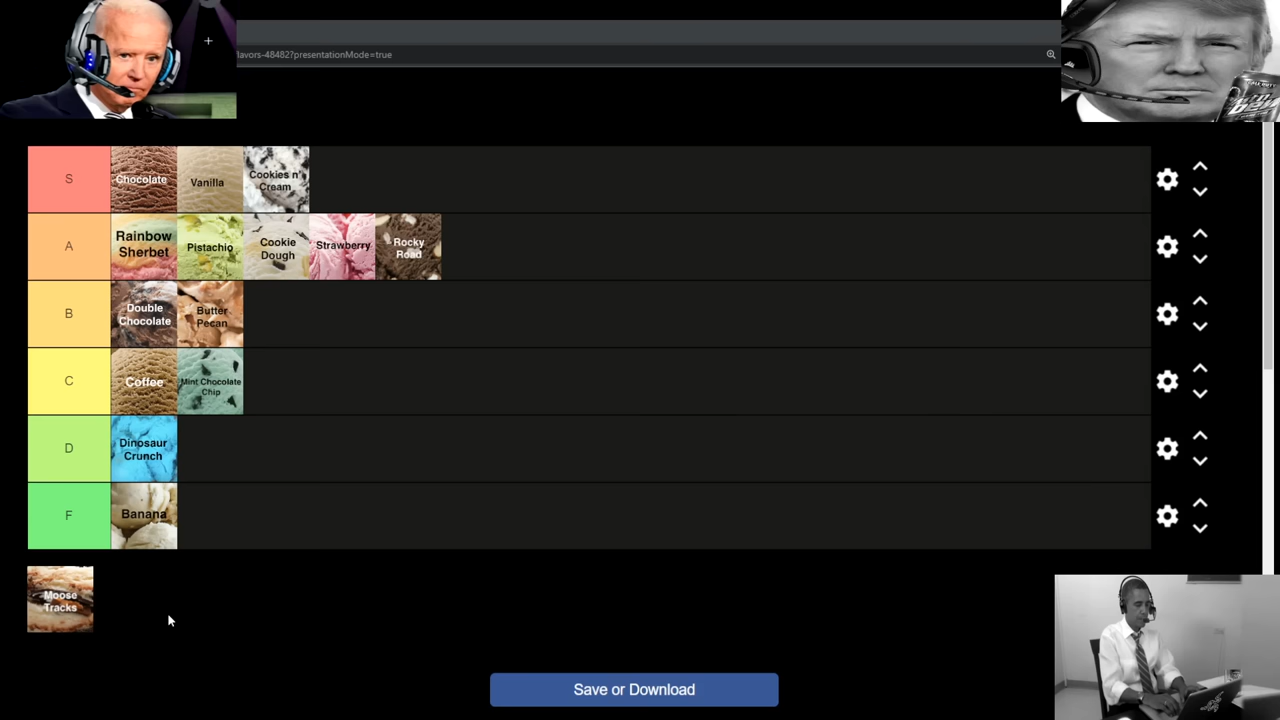 +
lavors-48482?presentationMode=true
S
Chocolate
Vanilla
Cookies n'
Cream
A
Rainbow
Sherbet
Pistachio
Cookie
Dough
Strawberry
Rocky
Road
B
Double
Chocolate
Butter
Pecan
C
Coffee
Mint Chocolate
Chip
D
Dinosaur
Crunch
F
Banana
Moose
Tracks
Save or Download